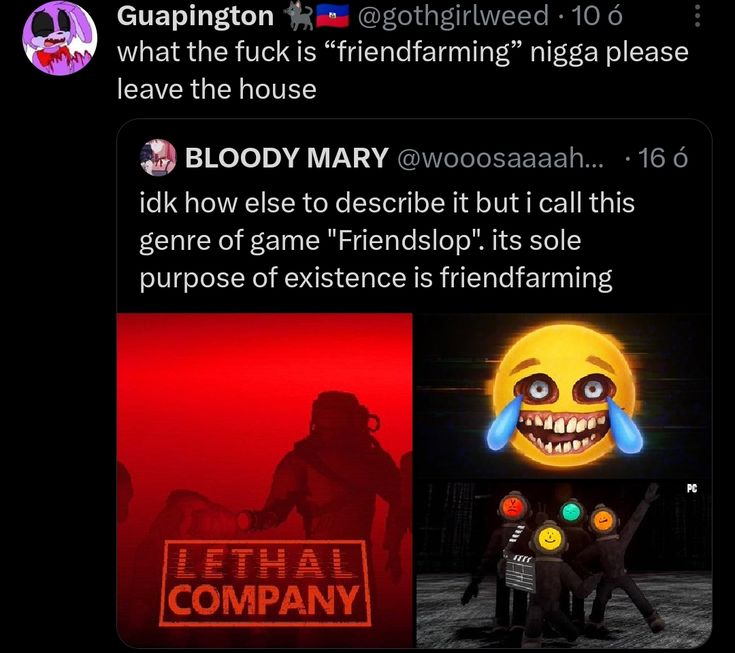 Guapington 🐈‍⬛🇭🇹 @gothgirlweed · 10 ó
what the fuck is “friendfarming” nigga please
leave the house
BLOODY MARY @wooosaaaah... · 16 ó
idk how else to describe it but i call this
genre of game "Friendslop". its sole
purpose of existence is friendfarming
LETHAL
COMPANY
PC